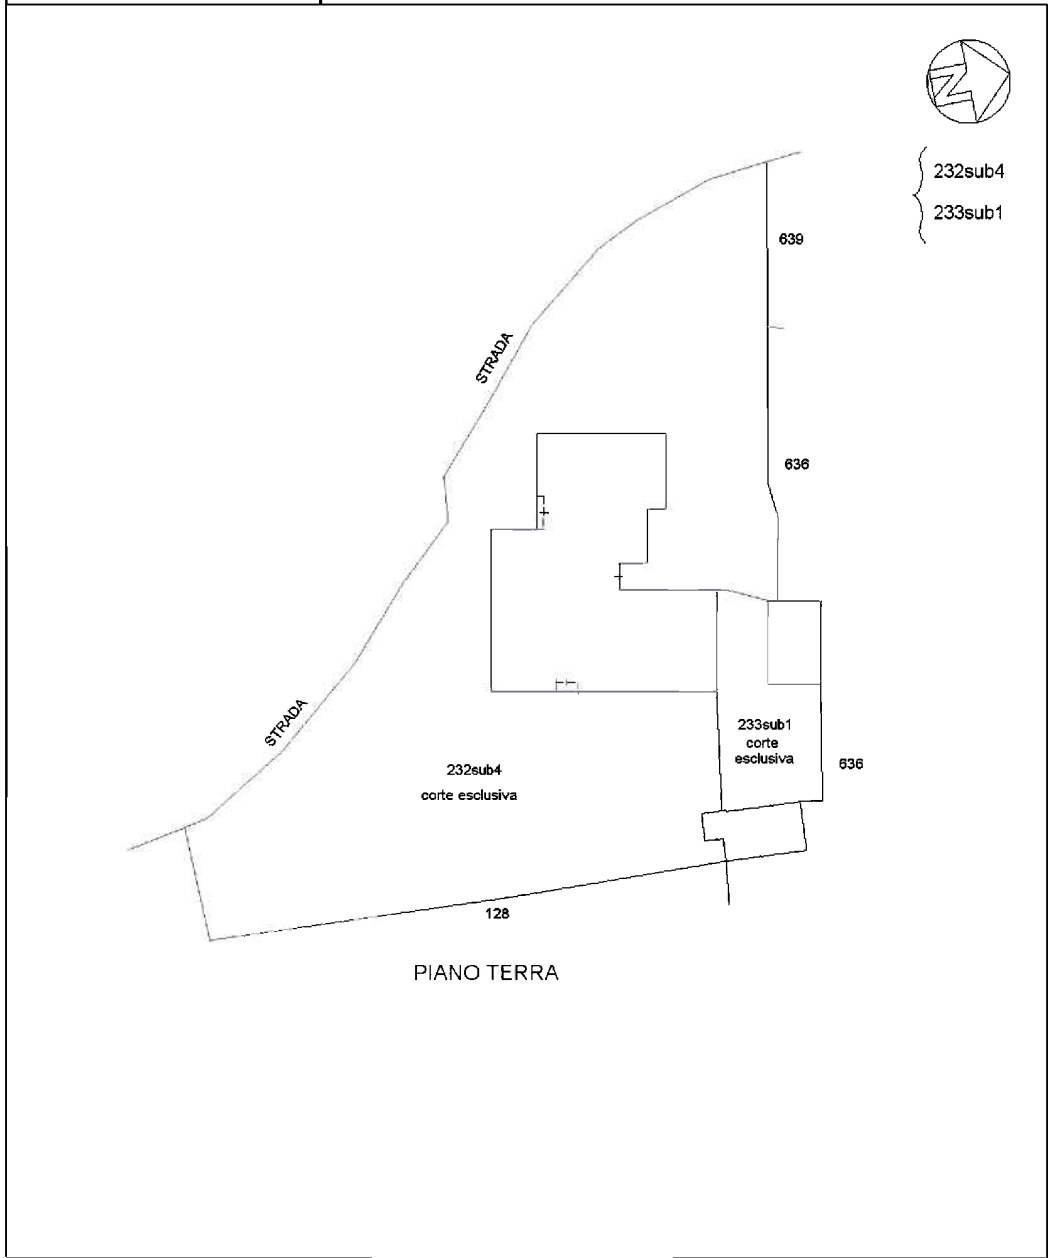 N
232sub4
233sub1
639
STRADA
636
STRADA
233sub1
corte
esclusiva
636
232sub4
corte esclusiva
128
PIANO TERRA